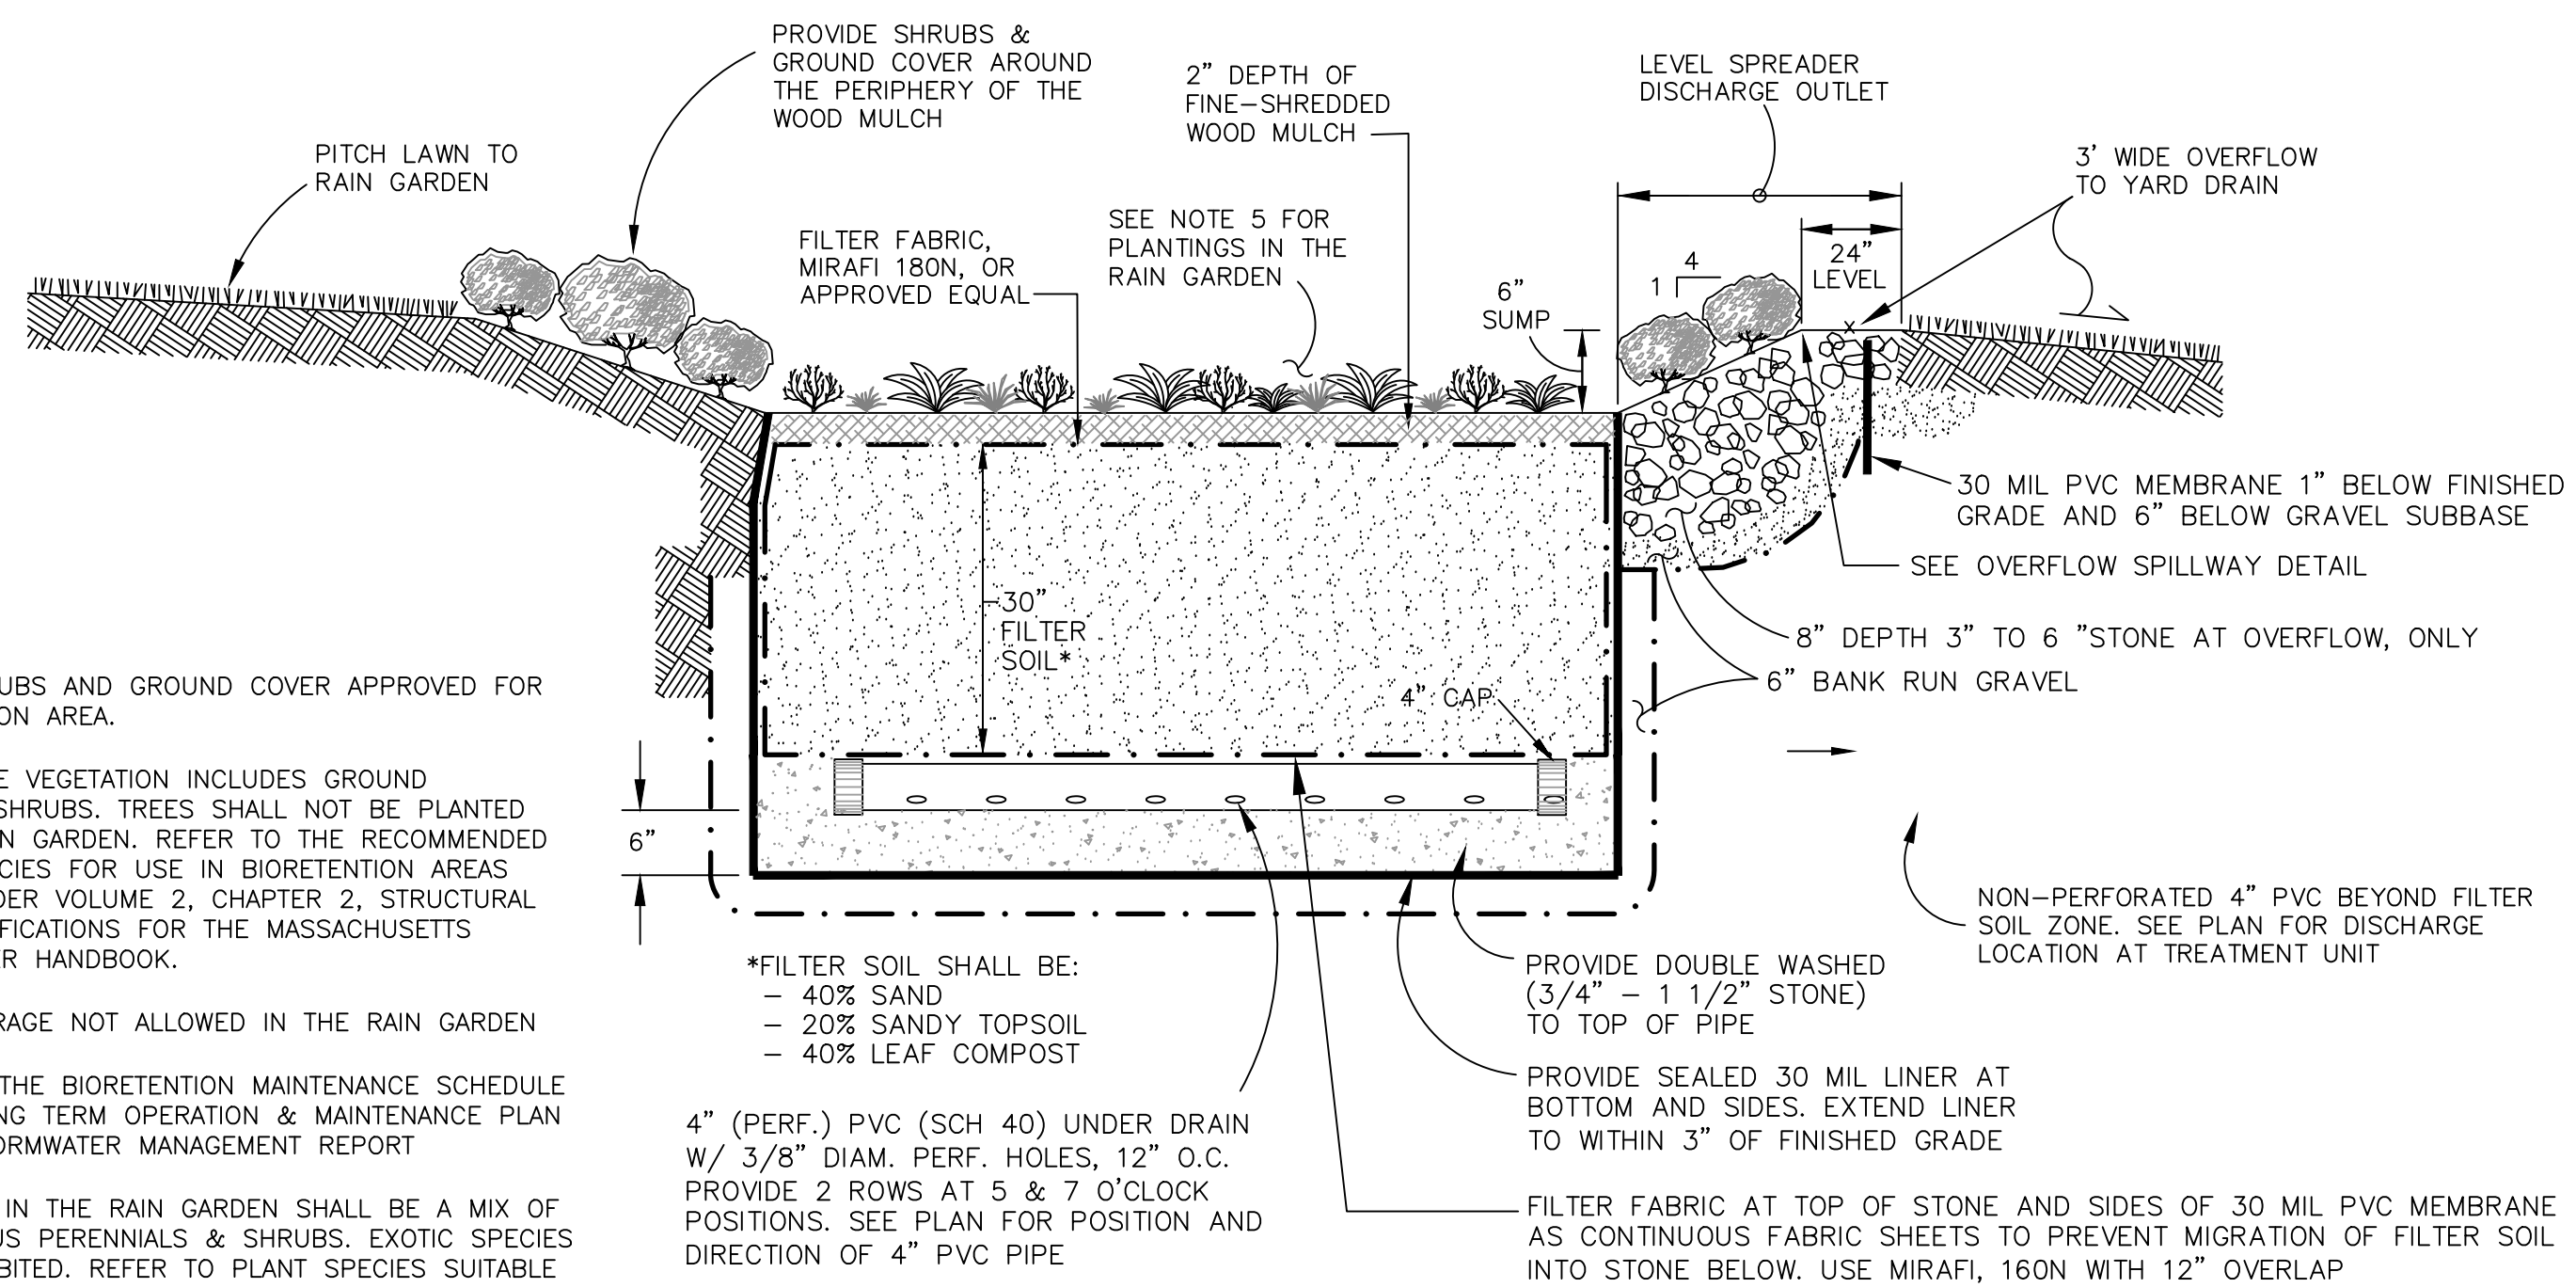 PROVIDE SHRUBS &
GROUND COVER AROUND
THE PERIPHERY OF THE
WOOD MULCH
2” DEPTH OF
FINE–SHREDDED
WOOD MULCH
LEVEL SPREADER
DISCHARGE OUTLET
PITCH LAWN TO
RAIN GARDEN
3' WIDE OVERFLOW
TO YARD DRAIN
FILTER FABRIC,
MIRAFI 180N, OR
APPROVED EQUAL
SEE NOTE 5 FOR
PLANTINGS IN THE
RAIN GARDEN
6”
SUMP
4
1
24”
LEVEL
X
30 MIL PVC MEMBRANE 1” BELOW FINISHED
GRADE AND 6” BELOW GRAVEL SUBBASE
SEE OVERFLOW SPILLWAY DETAIL
30”
FILTER
SOIL*
8” DEPTH 3” TO 6 ”STONE AT OVERFLOW, ONLY
6” BANK RUN GRAVEL
4” CAP
UBS AND GROUND COVER APPROVED FOR
ON AREA.
E VEGETATION INCLUDES GROUND
SHRUBS. TREES SHALL NOT BE PLANTED
N GARDEN. REFER TO THE RECOMMENDED
CIES FOR USE IN BIORETENTION AREAS
DER VOLUME 2, CHAPTER 2, STRUCTURAL
FICATIONS FOR THE MASSACHUSETTS
R HANDBOOK.
RAGE NOT ALLOWED IN THE RAIN GARDEN
THE BIORETENTION MAINTENANCE SCHEDULE
NG TERM OPERATION & MAINTENANCE PLAN
ORMWATER MANAGEMENT REPORT
IN THE RAIN GARDEN SHALL BE A MIX OF
US PERENNIALS & SHRUBS. EXOTIC SPECIES
BITED. REFER TO PLANT SPECIES SUITABLE
6”
*FILTER SOIL SHALL BE:
– 40% SAND
– 20% SANDY TOPSOIL
– 40% LEAF COMPOST
4” (PERF.) PVC (SCH 40) UNDER DRAIN
W/ 3/8” DIAM. PERF. HOLES, 12” O.C.
PROVIDE 2 ROWS AT 5 & 7 O'CLOCK
POSITIONS. SEE PLAN FOR POSITION AND
DIRECTION OF 4” PVC PIPE
NON–PERFORATED 4” PVC BEYOND FILTER
SOIL ZONE. SEE PLAN FOR DISCHARGE
LOCATION AT TREATMENT UNIT
PROVIDE DOUBLE WASHED
(3/4” – 1 1/2” STONE)
TO TOP OF PIPE
PROVIDE SEALED 30 MIL LINER AT
BOTTOM AND SIDES. EXTEND LINER
TO WITHIN 3” OF FINISHED GRADE
FILTER FABRIC AT TOP OF STONE AND SIDES OF 30 MIL PVC MEMBRANE
AS CONTINUOUS FABRIC SHEETS TO PREVENT MIGRATION OF FILTER SOIL
INTO STONE BELOW. USE MIRAFI, 160N WITH 12” OVERLAP